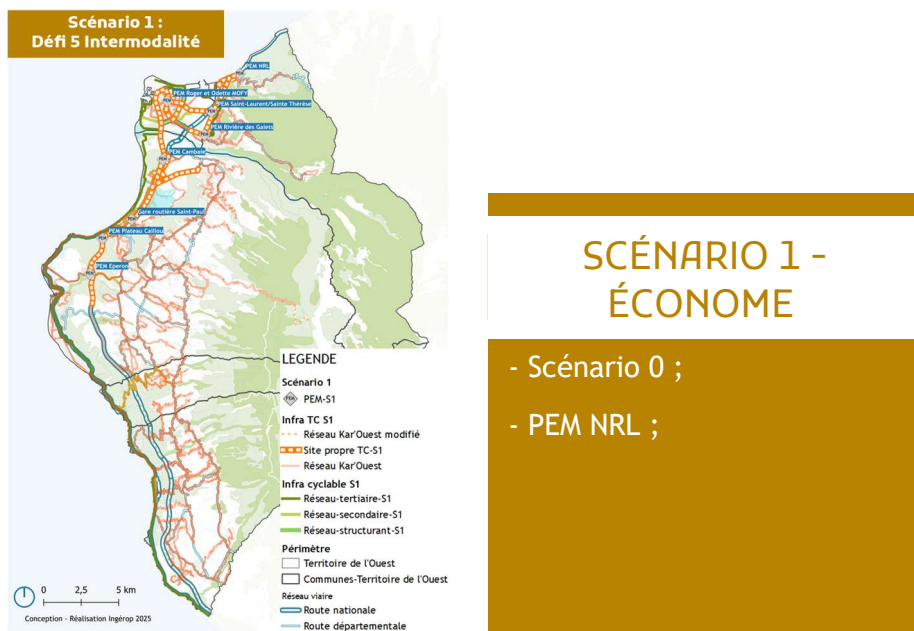 Scénario 1 :
Défi 5 Intermodalité
PEM NRL
PEM Roger et Odette MOFY
PEM Saint-Laurent/Sainte Thérèse
PEM Rivière des Galets
PEM Cambaie
Gare routière Saint-Paul
PEM Plateau Caillou
PEM Eperon
LEGENDE
Scénario 1
PEM PEM-S1
Infra TC S1
Réseau Kar'Ouest modifié
Site propre TC-S1
Réseau Kar'Ouest
Infra cyclable S1
Réseau-tertiaire-S1
Réseau-secondaire-S1
Réseau-structurant-S1
Périmètre
Territoire de l'Ouest
Communes-Territoire de l'Ouest
Réseau viaire
Route nationale
Route départementale
0 2,5 5 km
Conception - Réalisation Ingérop 2025
SCÉNARIO 1 -
ÉCONOME
- Scénario 0 ;
- PEM NRL ;